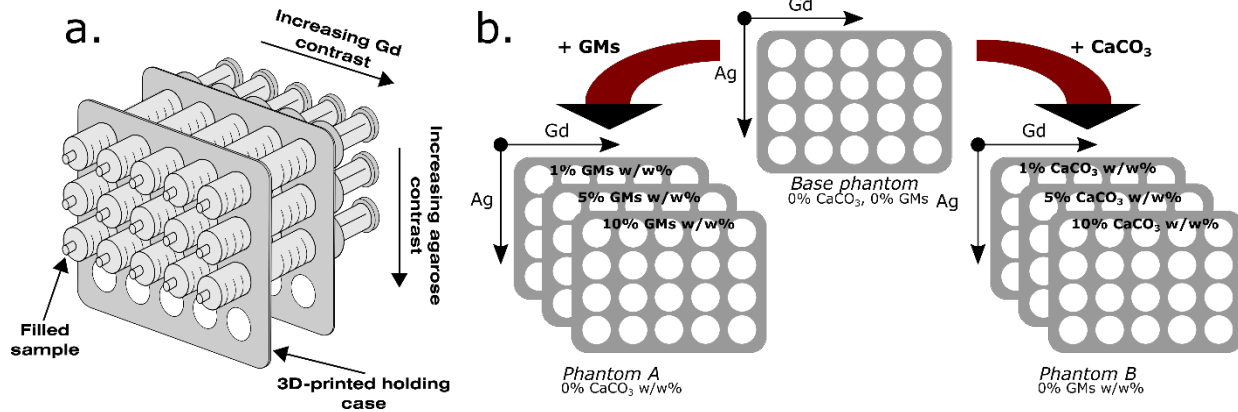 a.
Increasing Gd
contrast
Increasing agarose
contrast
Filled
sample
3D-printed holding
case
b.
+ GMs
Gd
Ag
+ CaCO₃
Base phantom
0% CaCO₃, 0% GMs
Gd
Ag
1% GMs w/w%
5% GMs w/w%
10% GMs w/w%
Phantom A
0% CaCO₃ w/w%
Gd
Ag
1% CaCO₃ w/w%
5% CaCO₃ w/w%
10% CaCO₃ w/w%
Phantom B
0% GMs w/w%